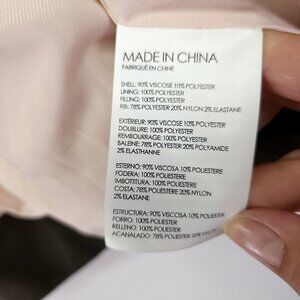 MADE IN CHINA
FABRIQUÉ EN CHINE
SHELL: 90% VISCOSE 10% POLYESTER
LINING: 100% POLYESTER
FILLING: 100% POLYESTER
RIB: 78% POLYESTER 20% NYLON 2% ELASTANE
EXTÉRIEUR: 90% VISCOSE 10% POLYESTER
DOUBLURE: 100% POLYESTER
REMBOURRAGE: 100% POLYESTER
BALEINE: 78% POLYESTER 20% POLYAMIDE
2% ELASTHANNE
ESTERNO: 90% VISCOSA 10% POLIESTERE
FODERA: 100% POLIESTERE
IMBOTTITURA: 100% POLIESTERE
COSTA: 78% POLIESTERE 20% NYLON
2% ELASTANE
ESTRUCTURA: 90% VISCOSA 10% POLIESTER
FORRO: 100% POLIESTER
RELLENO: 100% POLIESTER
ACANALADO: 78% POLIESTER 20% NYLON